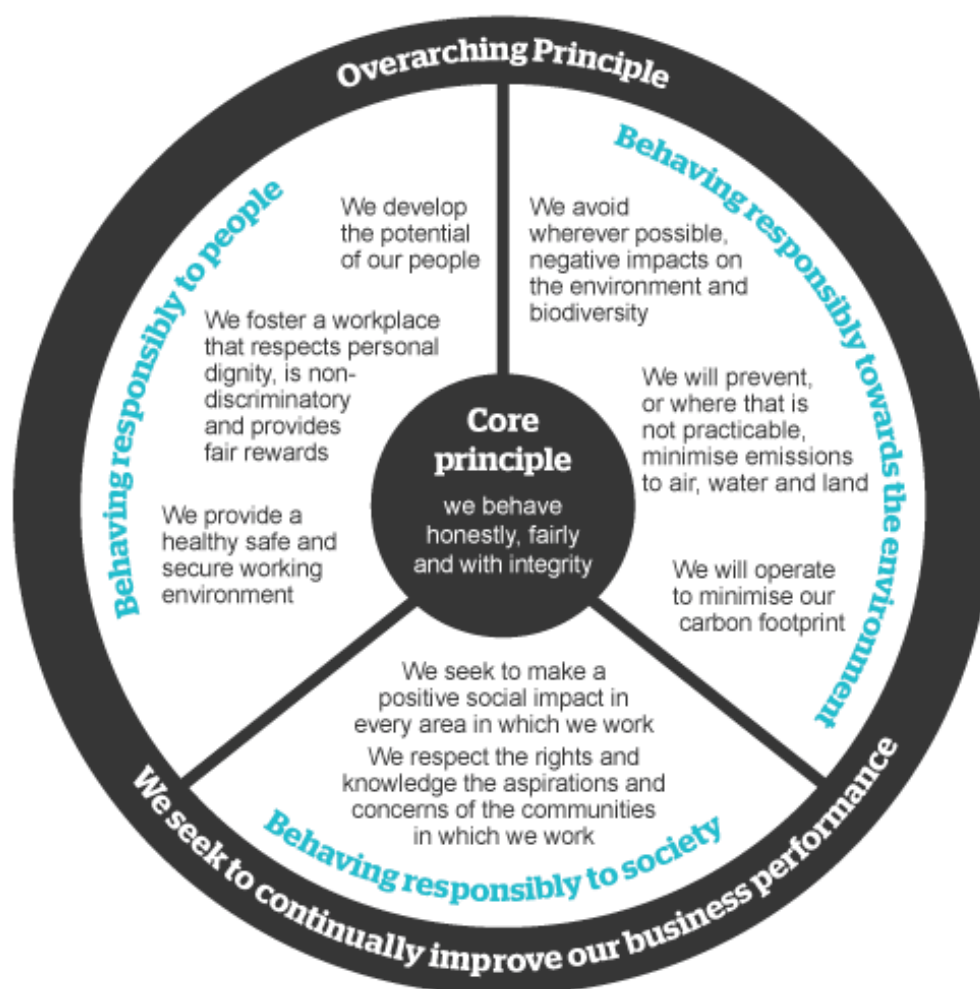 Overarching Principle
Behaving responsibly to people
We develop
the potential
of our people
We foster a workplace
that respects personal
dignity, is non-
discriminatory
and provides
fair rewards
We provide a
healthy safe and
secure working
environment
Behaving responsibly towards the environment
We avoid
wherever possible,
negative impacts on
the environment and
biodiversity
We will prevent,
or where that is
not practicable,
minimise emissions
to air, water and land
We will operate
to minimise our
carbon footprint
Core
principle
we behave
honestly, fairly
and with integrity
We seek to make a
positive social impact in
every area in which we work
We respect the rights and
knowledge the aspirations and
concerns of the communities
in which we work
Behaving responsibly to society
We seek to continually improve our business performance